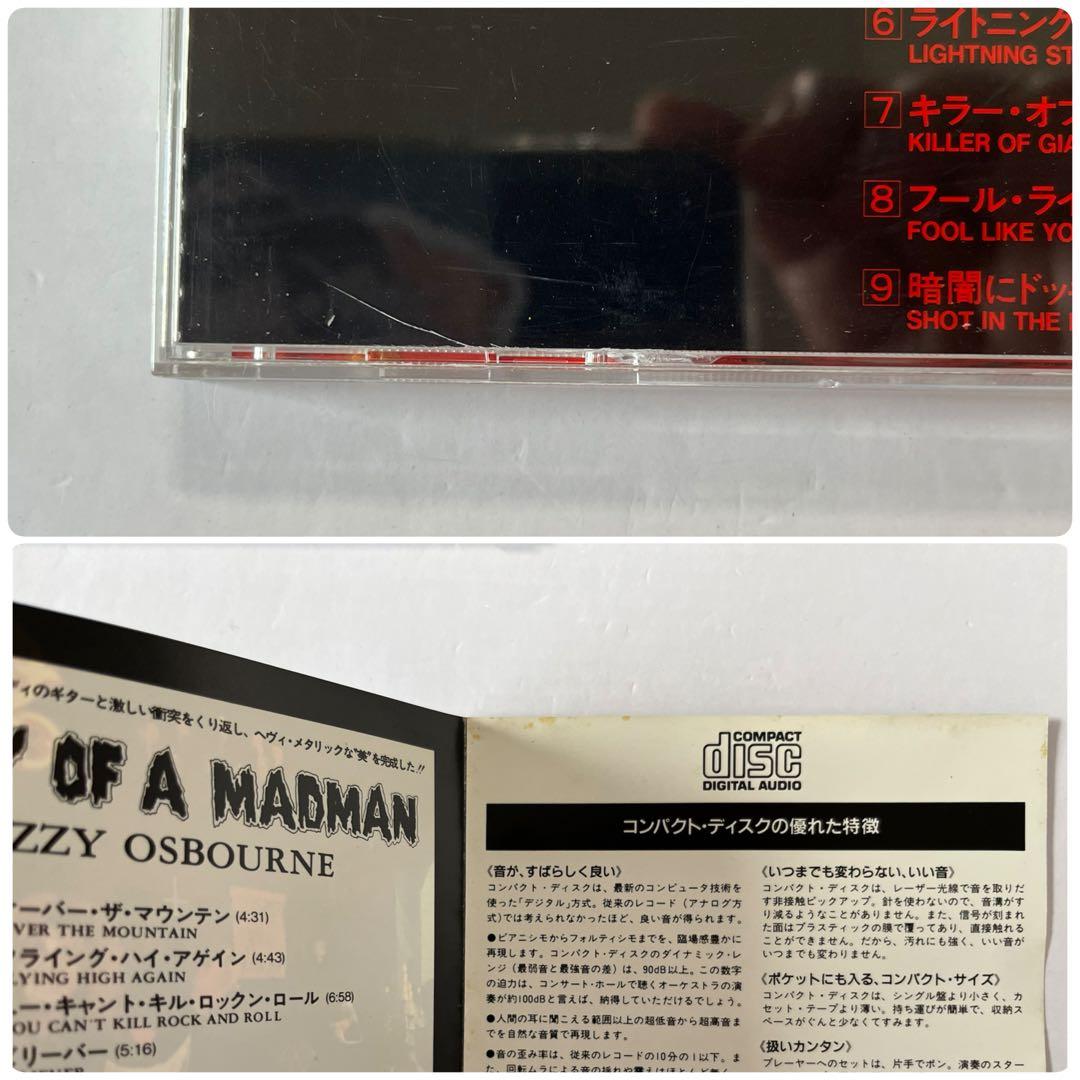 6 ライトニング
LIGHTNING ST
7 キラー・オブ
KILLER OF GIA
8 フール・ライ
FOOL LIKE YO
9 暗闇にドッキ
SHOT IN THE
ディのギターと激しい衝突をくり返し、ヘヴィ・メタリックな"美"を完成した!!
OF A MADMAN
ZZY OSBOURNE
ーバー・ザ・マウンテン (4:31)
VER THE MOUNTAIN
フライング・ハイ・アゲイン (4:43)
LYING HIGH AGAIN
ー・キャント・キル・ロックン・ロール (6:58)
OU CAN'T KILL ROCK AND ROLL
ビリーバー (5:16)
COMPACT
disc
DIGITAL AUDIO
コンパクト・ディスクの優れた特徴
《音が、すばらしく良い》
コンパクト・ディスクは、最新のコンピュータ技術を
使った「デジタル」方式。従来のレコード(アナログ方
式)では考えられなかったほど、良い音が得られます。
●ピアニシモからフォルティシモまでを、臨場感豊かに
再現します。コンパクト・ディスクのダイナミック・レ
ンジ(最弱音と最強音の差)は、90dB以上。この数字
の迫力は、コンサート・ホールで聴くオーケストラの演
奏が約100dBと言えば、納得していただけるでしょう。
●人間の耳に聞こえる範囲以上の超低音から超高音ま
でを自然な音質で再現します。
●音の歪み率は、従来のレコードの10分の1以下。ま
た、回転ムラによる音の揺れや震えはほとんど無く、
《いつまでも変わらない、いい音》
コンパクト・ディスクは、レーザー光線で音を取りだ
す非接触ピックアップ。針を使わないので、音溝がす
り減るようなことがありません。また、信号が刻まれ
た面はプラスティックの膜で覆ってあり、直接触れる
ことができません。だから、汚れにも強く、いい音が
いつまでも変わりません。
《ポケットにも入る、コンパクト・サイズ》
コンパクト・ディスクは、シングル盤より小さく、カ
セット・テープより薄い。持ち運びが簡単で、収納ス
ペースがぐんと少なくてすみます。
《扱いカンタン》
プレーヤーへのセットは、片手でポン。演奏のスター